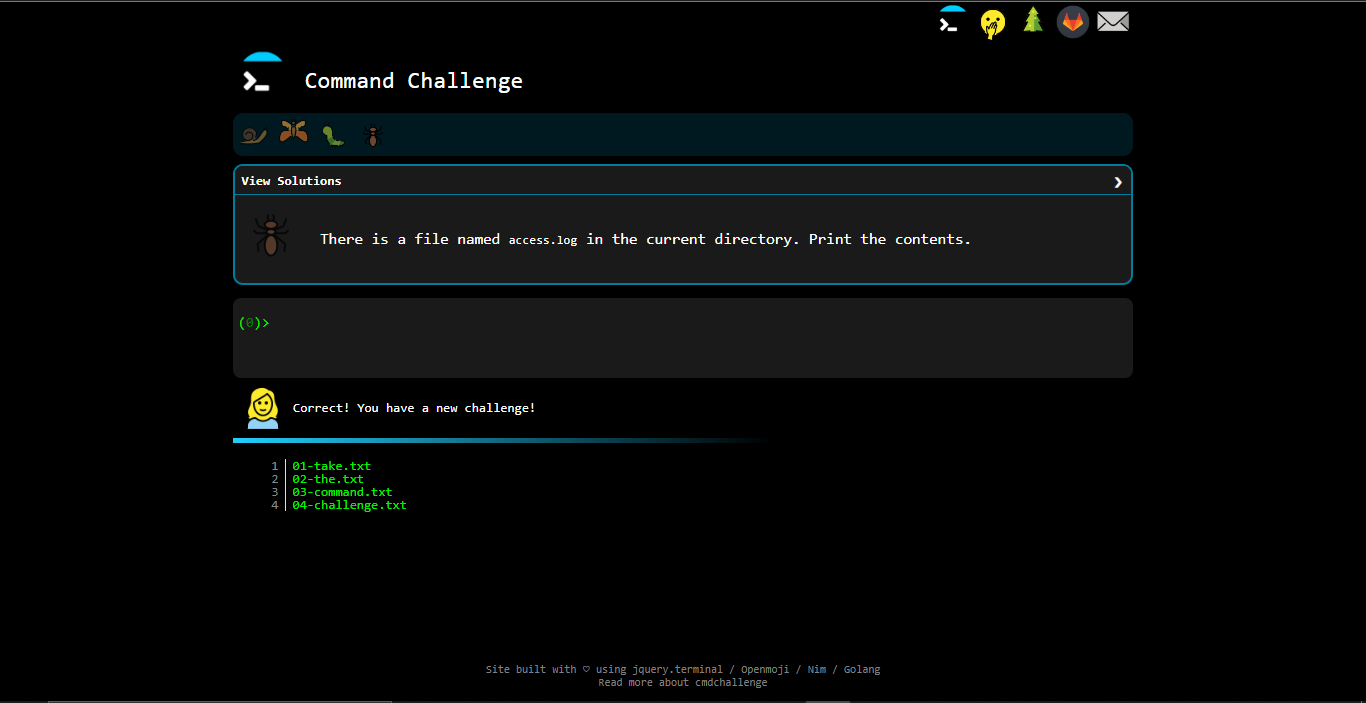 Command Challenge
View Solutions
There is a file named access.log in the current directory. Print the contents.
(0)>
Correct! You have a new challenge!
1 01-take.txt
2 02-the.txt
3 03-command.txt
4 04-challenge.txt
Site built with ♡ using jquery.terminal / Openmoji / Nim / Golang
Read more about cmdchallenge